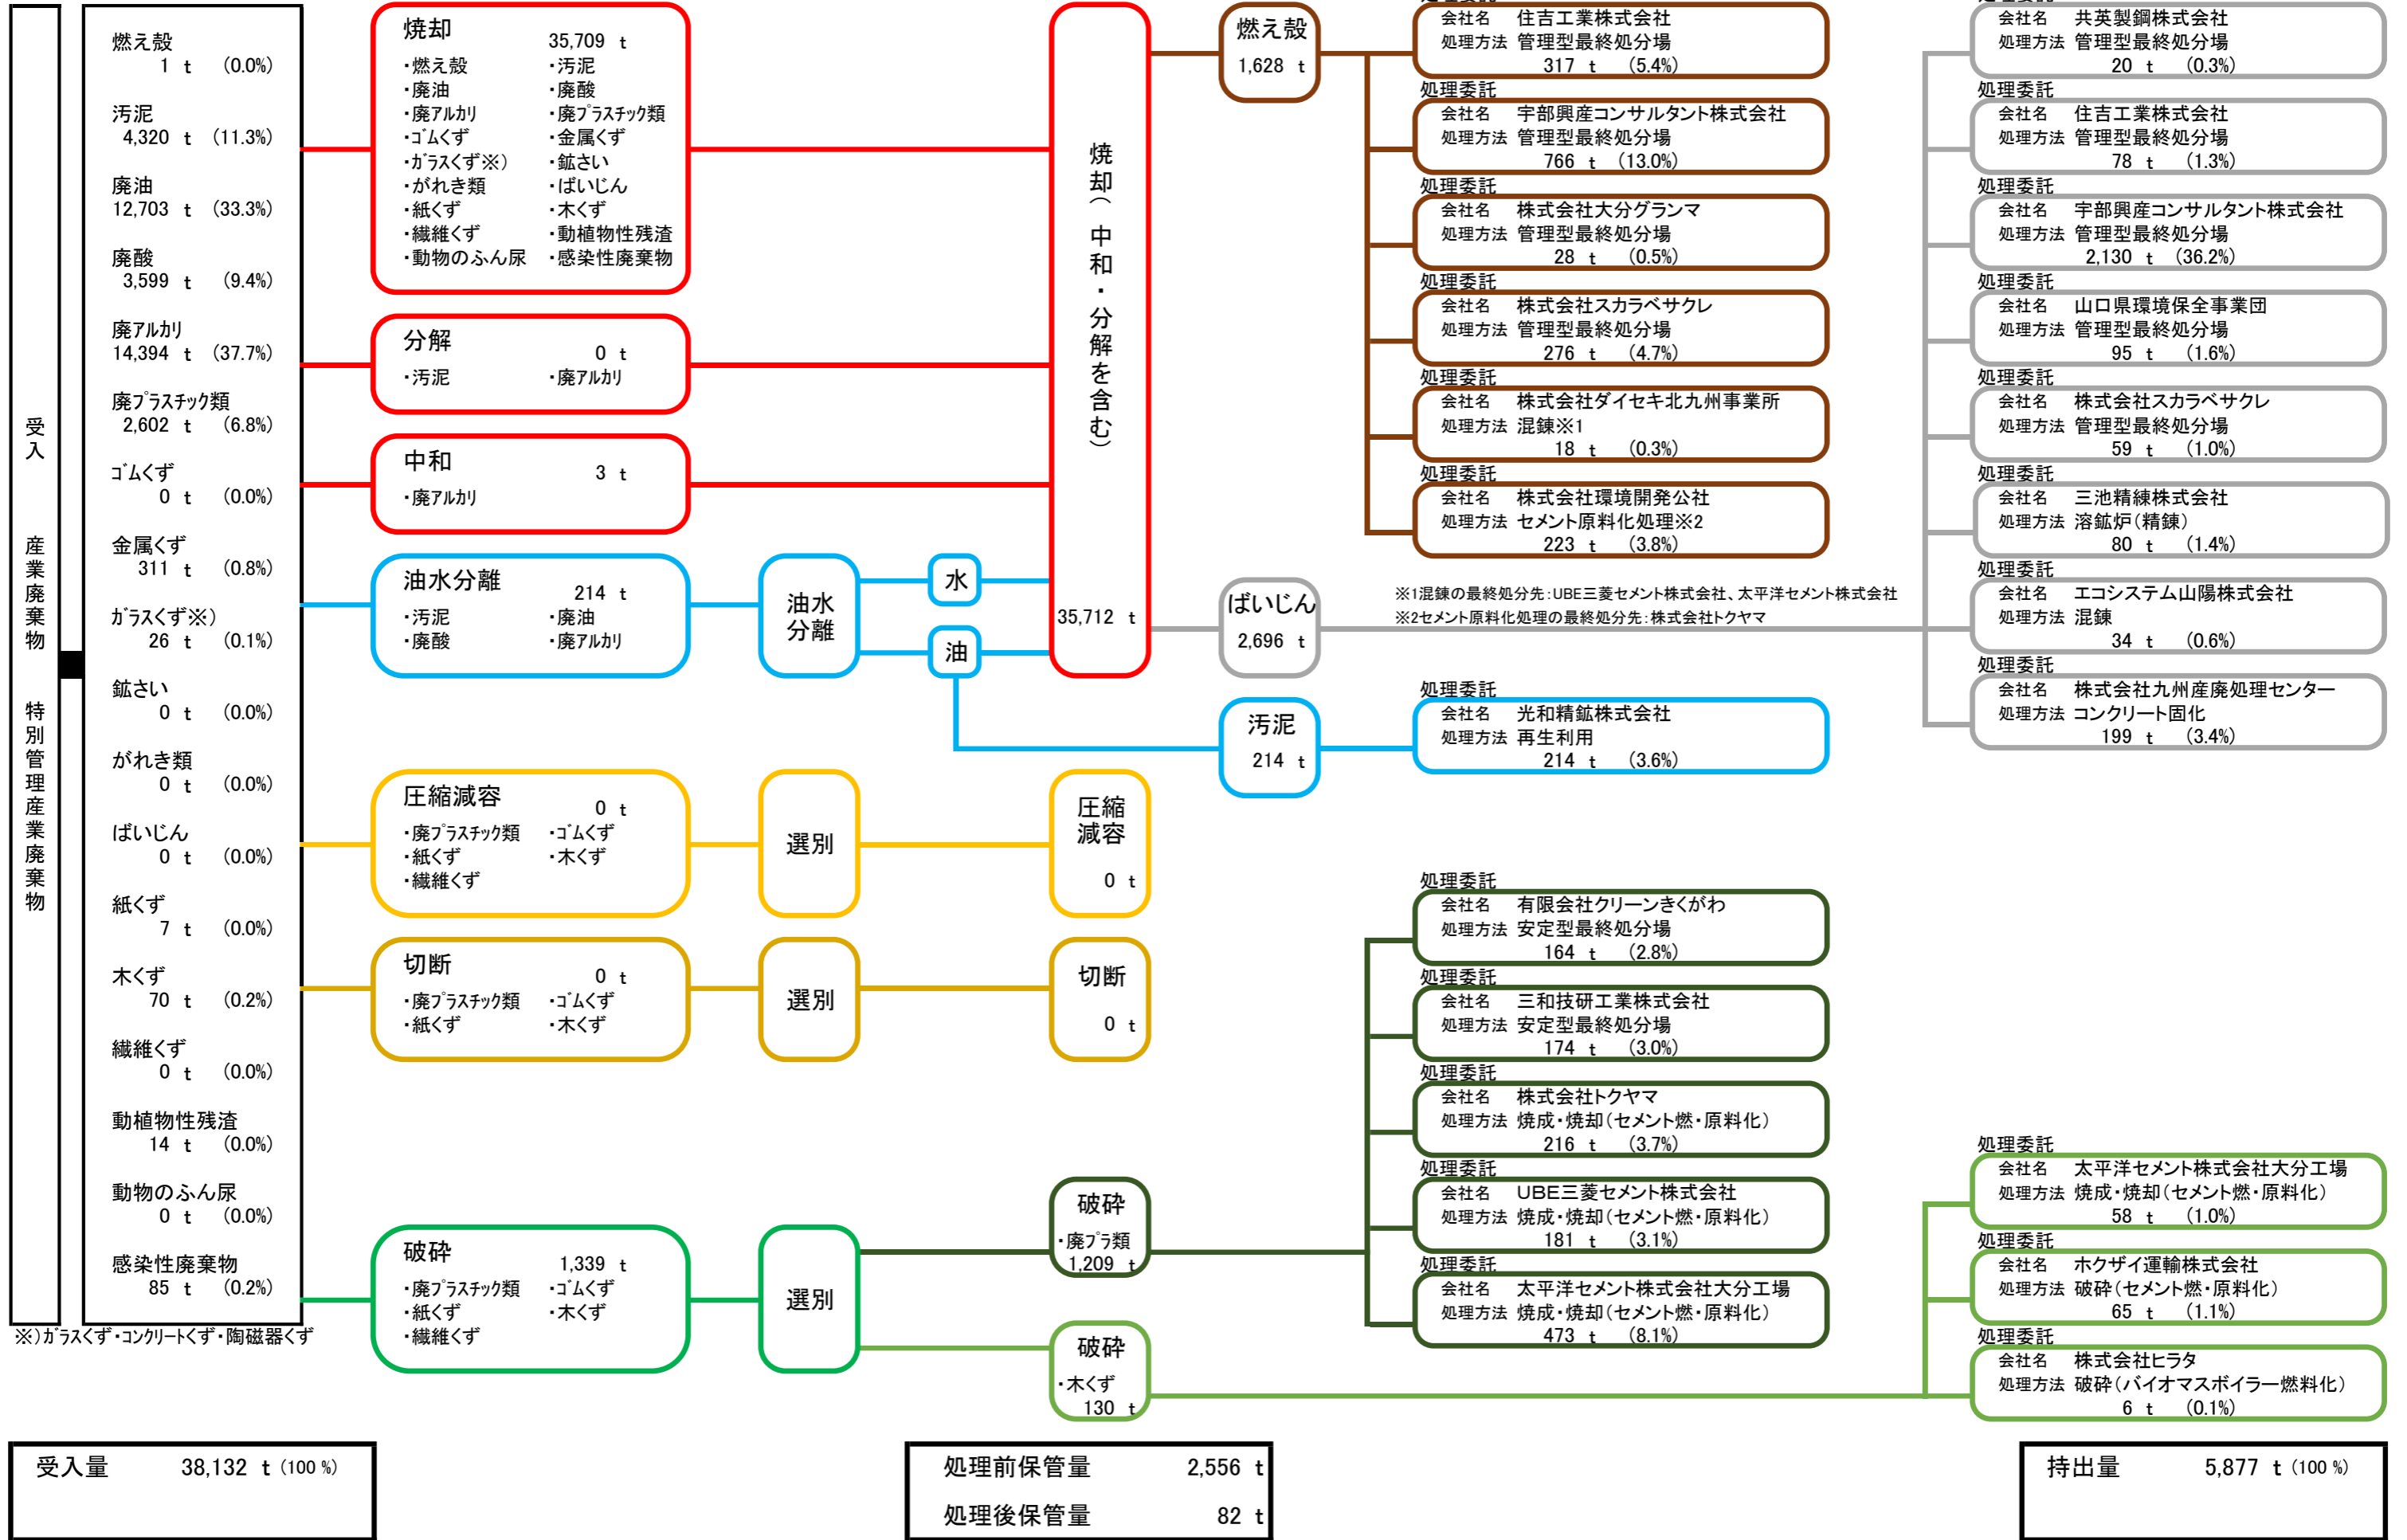 受入 産業廃棄物 特別管理産業廃棄物
燃え殻
1 t (0.0%)
汚泥
4,320 t (11.3%)
廃油
12,703 t (33.3%)
廃酸
3,599 t (9.4%)
廃アルカリ
14,394 t (37.7%)
廃プラスチック類
2,602 t (6.8%)
ゴムくず
0 t (0.0%)
金属くず
311 t (0.8%)
ガラスくず※)
26 t (0.1%)
鉱さい
0 t (0.0%)
がれき類
0 t (0.0%)
ばいじん
0 t (0.0%)
紙くず
7 t (0.0%)
木くず
70 t (0.2%)
繊維くず
0 t (0.0%)
動植物性残渣
14 t (0.0%)
動物のふん尿
0 t (0.0%)
感染性廃棄物
85 t (0.2%)
※)ガラスくず・コンクリートくず・陶磁器くず
焼却
35,709 t
・燃え殻 ・汚泥
・廃油 ・廃酸
・廃アルカリ ・廃プラスチック類
・ゴムくず ・金属くず
・ガラスくず※) ・鉱さい
・がれき類 ・ばいじん
・紙くず ・木くず
・繊維くず ・動植物性残渣
・動物のふん尿 ・感染性廃棄物
分解
0 t
・汚泥 ・廃アルカリ
中和
3 t
・廃アルカリ
油水分離
214 t
・汚泥 ・廃油
・廃酸 ・廃アルカリ
圧縮減容
0 t
・廃プラスチック類 ・ゴムくず
・紙くず ・木くず
・繊維くず
切断
0 t
・廃プラスチック類 ・ゴムくず
・紙くず ・木くず
破砕
1,339 t
・廃プラスチック類 ・ゴムくず
・紙くず ・木くず
・繊維くず
油水
分離
水
油
選別
選別
選別
焼却(中和・分解を含む)
35,712 t
圧縮
減容
0 t
切断
0 t
破砕
・廃プラ類
1,209 t
破砕
・木くず
130 t
燃え殻
1,628 t
ばいじん
2,696 t
汚泥
214 t
処理委託
会社名 住吉工業株式会社
処理方法 管理型最終処分場
317 t (5.4%)
処理委託
会社名 宇部興産コンサルタント株式会社
処理方法 管理型最終処分場
766 t (13.0%)
処理委託
会社名 株式会社大分グランマ
処理方法 管理型最終処分場
28 t (0.5%)
処理委託
会社名 株式会社スカラベサクレ
処理方法 管理型最終処分場
276 t (4.7%)
処理委託
会社名 株式会社ダイセキ北九州事業所
処理方法 混錬※1
18 t (0.3%)
処理委託
会社名 株式会社環境開発公社
処理方法 セメント原料化処理※2
223 t (3.8%)
※1混錬の最終処分先:UBE三菱セメント株式会社、太平洋セメント株式会社
※2セメント原料化処理の最終処分先:株式会社トクヤマ
処理委託
会社名 光和精鉱株式会社
処理方法 再生利用
214 t (3.6%)
処理委託
会社名 有限会社クリーンきくがわ
処理方法 安定型最終処分場
164 t (2.8%)
処理委託
会社名 三和技研工業株式会社
処理方法 安定型最終処分場
174 t (3.0%)
処理委託
会社名 株式会社トクヤマ
処理方法 焼成・焼却(セメント燃・原料化)
216 t (3.7%)
処理委託
会社名 UBE三菱セメント株式会社
処理方法 焼成・焼却(セメント燃・原料化)
181 t (3.1%)
処理委託
会社名 太平洋セメント株式会社大分工場
処理方法 焼成・焼却(セメント燃・原料化)
473 t (8.1%)
処理委託
会社名 共英製鋼株式会社
処理方法 管理型最終処分場
20 t (0.3%)
処理委託
会社名 住吉工業株式会社
処理方法 管理型最終処分場
78 t (1.3%)
処理委託
会社名 宇部興産コンサルタント株式会社
処理方法 管理型最終処分場
2,130 t (36.2%)
処理委託
会社名 山口県環境保全事業団
処理方法 管理型最終処分場
95 t (1.6%)
処理委託
会社名 株式会社スカラベサクレ
処理方法 管理型最終処分場
59 t (1.0%)
処理委託
会社名 三池精練株式会社
処理方法 溶鉱炉(精錬)
80 t (1.4%)
処理委託
会社名 エコシステム山陽株式会社
処理方法 混錬
34 t (0.6%)
処理委託
会社名 株式会社九州産廃処理センター
処理方法 コンクリート固化
199 t (3.4%)
処理委託
会社名 太平洋セメント株式会社大分工場
処理方法 焼成・焼却(セメント燃・原料化)
58 t (1.0%)
処理委託
会社名 ホクザイ運輸株式会社
処理方法 破砕(セメント燃・原料化)
65 t (1.1%)
処理委託
会社名 株式会社ヒラタ
処理方法 破砕(バイオマスボイラー燃料化)
6 t (0.1%)
受入量 38,132 t (100 %)
処理前保管量 2,556 t
処理後保管量 82 t
持出量 5,877 t (100 %)